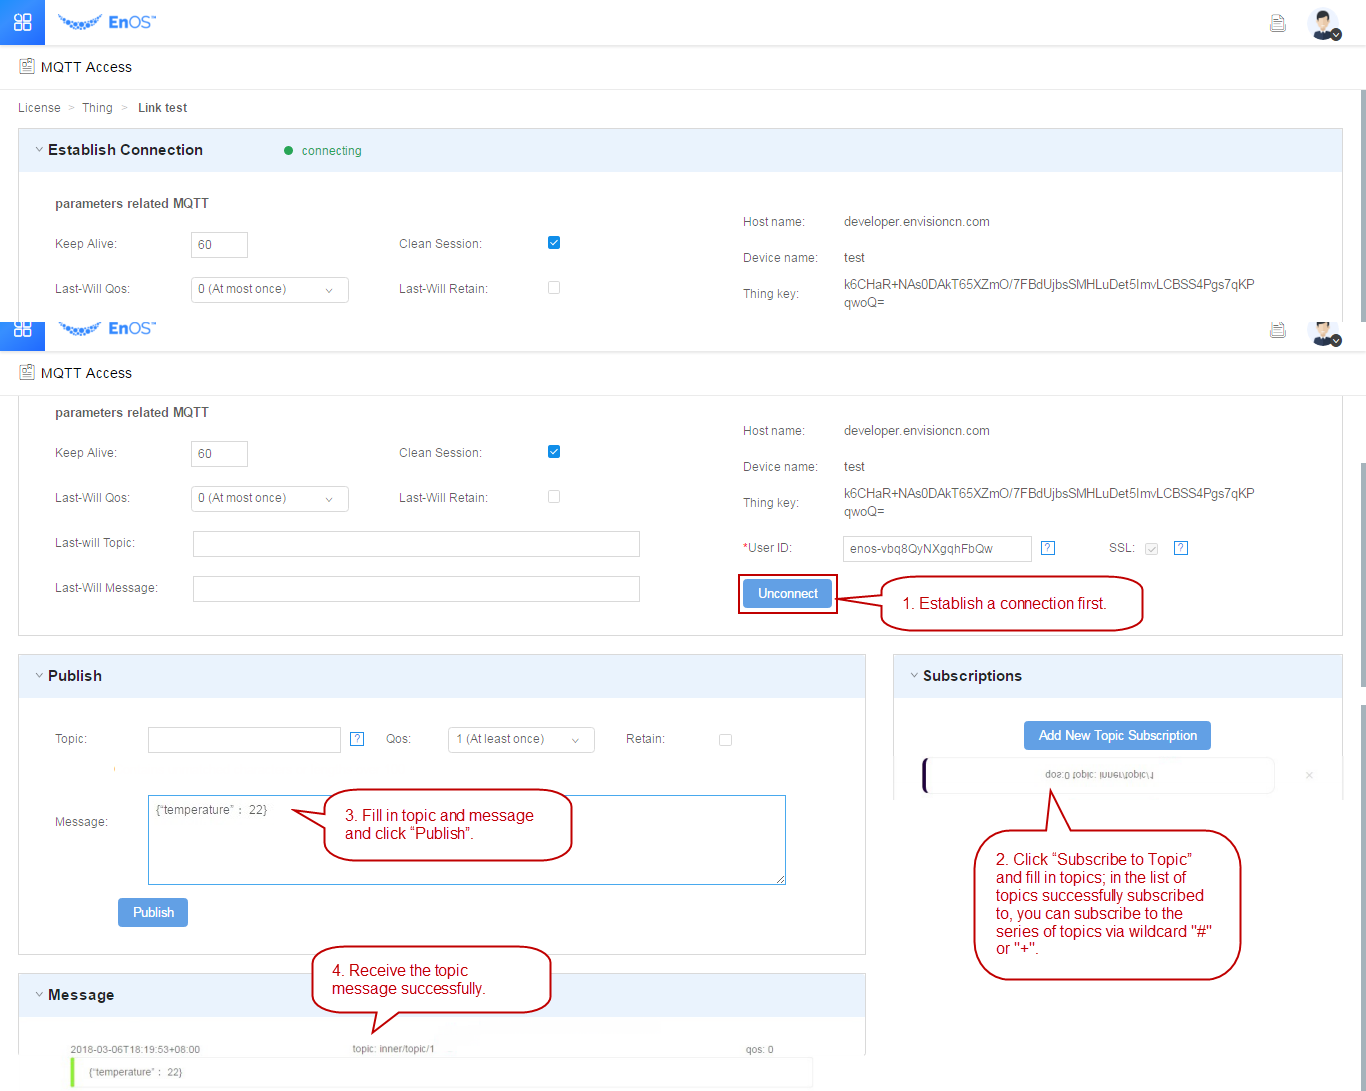 EnOS™
MQTT Access
License > Thing > Link test
Establish Connection connecting
parameters related MQTT
Host name: developer.envisioncn.com
Keep Alive: 60 Clean Session:
Device name: test
Last-Will Qos: 0 (At most once) Last-Will Retain:
Thing key: k6CHaR+NAs0DAkT65XZmO/7FBdUjbsSMHLuDet5ImvLCBSS4Pgs7qKP
qwoQ=
EnOS™
MQTT Access
parameters related MQTT
Host name: developer.envisioncn.com
Keep Alive: 60 Clean Session:
Device name: test
Last-Will Qos: 0 (At most once) Last-Will Retain:
Thing key: k6CHaR+NAs0DAkT65XZmO/7FBdUjbsSMHLuDet5ImvLCBSS4Pgs7qKP
qwoQ=
Last-will Topic:
*User ID: enos-vbq8QyNXgqhFbQw ? SSL: ?
Last-Will Message:
Unconnect
1. Establish a connection first.
Publish
Topic: ? Qos: 1 (At least once) Retain:
Message: {“temperature” : 22}
3. Fill in topic and message
and click “Publish”.
Publish
Subscriptions
Add New Topic Subscription
qos:0 topic: inner/topic/1
2. Click “Subscribe to Topic”
and fill in topics; in the list of
topics successfully subscribed
to, you can subscribe to the
series of topics via wildcard "#"
or "+".
4. Receive the topic
message successfully.
Message
2018-03-06T18:19:53+08:00 topic: inner/topic/1 qos: 0
{“temperature” : 22}